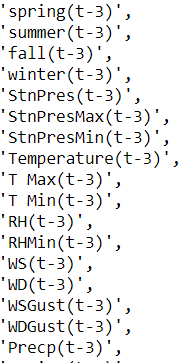 'spring(t-3)',
'summer(t-3)',
'fall(t-3)',
'winter(t-3)',
'StnPres(t-3)',
'StnPresMax(t-3)',
'StnPresMin(t-3)',
'Temperature(t-3)',
'T Max(t-3)',
'T Min(t-3)',
'RH(t-3)',
'RHMin(t-3)',
'WS(t-3)',
'WD(t-3)',
'WSGust(t-3)',
'WDGust(t-3)',
'Precp(t-3)',